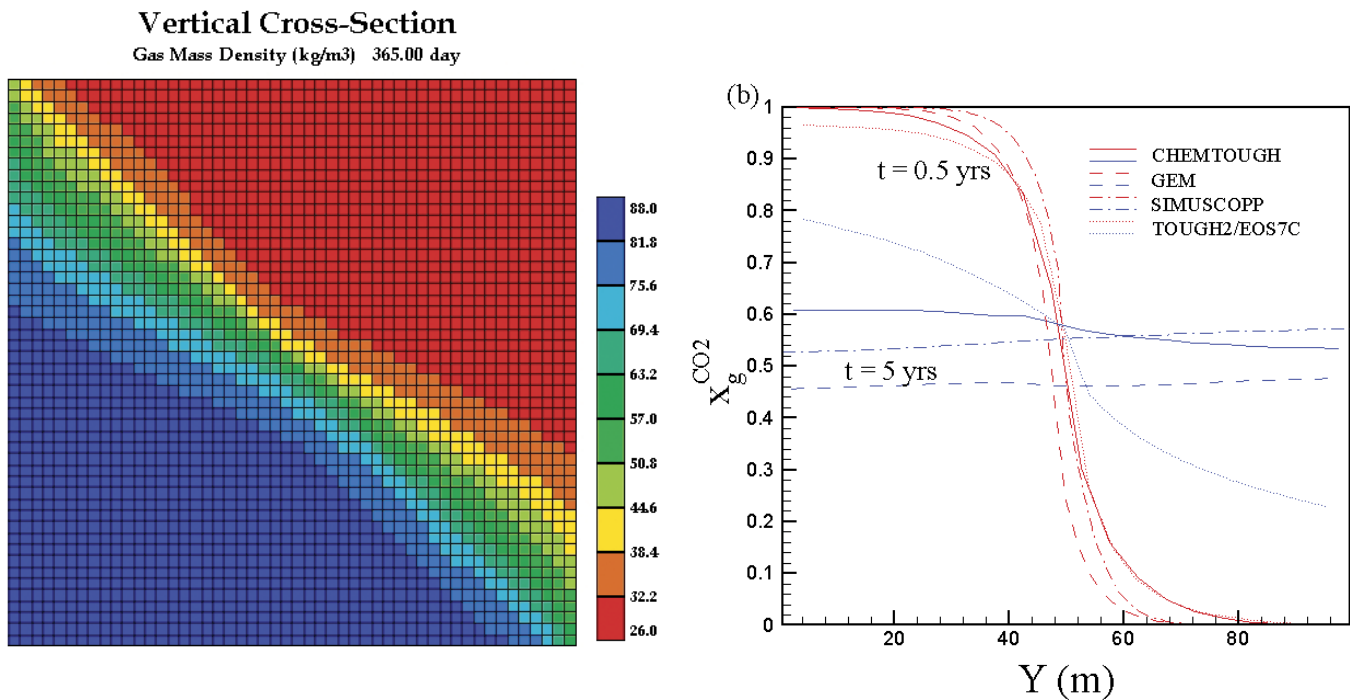 Vertical Cross-Section
Gas Mass Density (kg/m3) 365.00 day
88.0
81.8
75.6
69.4
63.2
57.0
50.8
44.6
38.4
32.2
26.0
(b)
1
0.9
0.8
0.7
0.6
0.5
0.4
0.3
0.2
0.1
0
X_g^CO2
t = 0.5 yrs
t = 5 yrs
CHEMTOUGH
GEM
SIMUSCOPP
TOUGH2/EOS7C
20 40 60 80
Y (m)